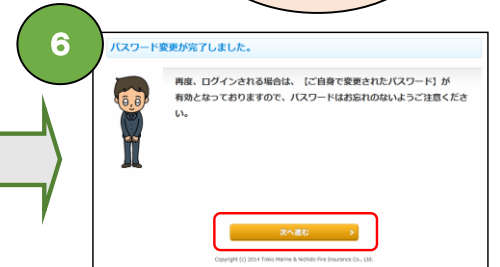 6
パスワード変更が完了しました。
再度、ログインされる場合は、【ご自身で変更されたパスワード】が
有効となっておりますので、パスワードはお忘れのないようご注意くださ
い。
次へ進む >
Copyright (c) 2014 Tokio Marine & Nichido Fire Insurance Co., Ltd.